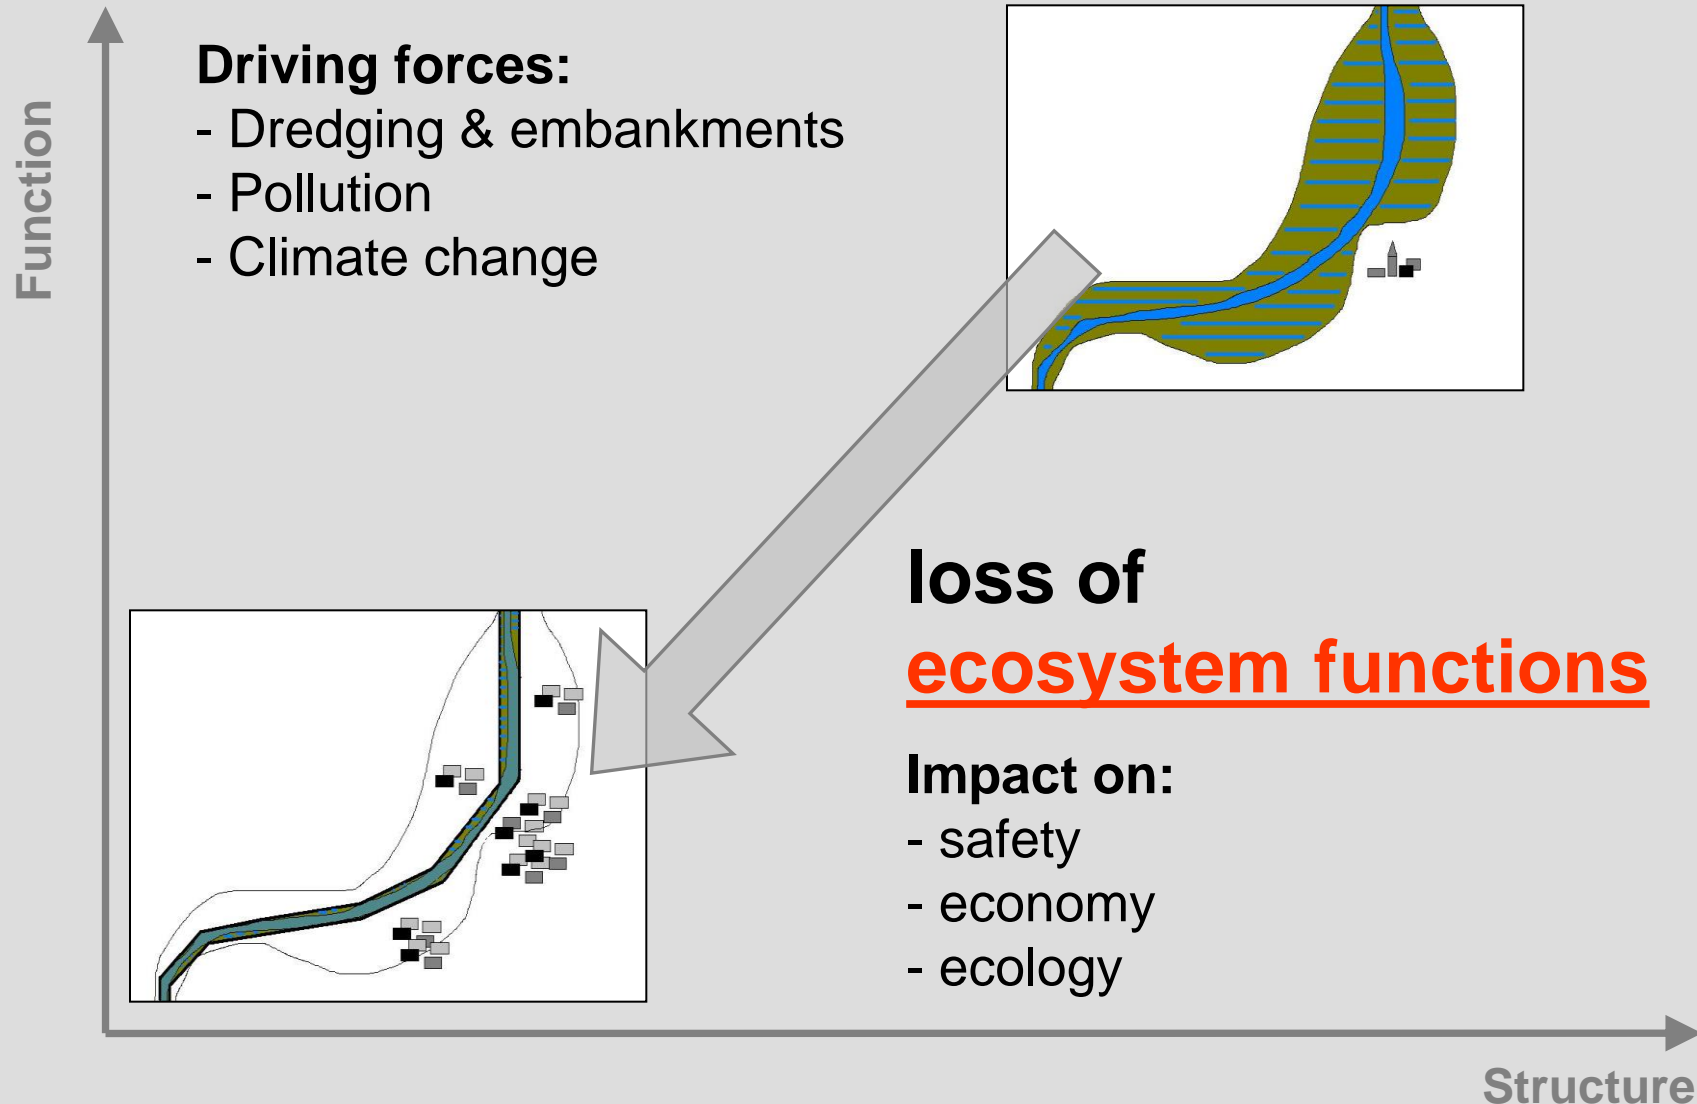 Function
Driving forces:
- Dredging & embankments
- Pollution
- Climate change
loss of
ecosystem functions
Impact on:
- safety
- economy
- ecology
Structure